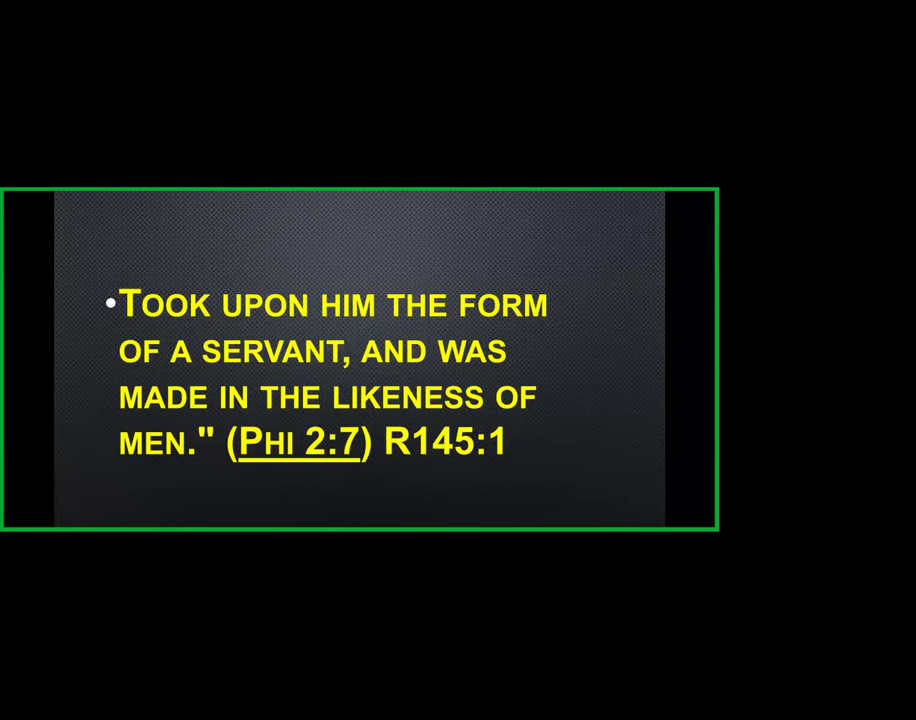 •Took upon him the form
of a servant, and was
made in the likeness of
men." (Phi 2:7) R145:1